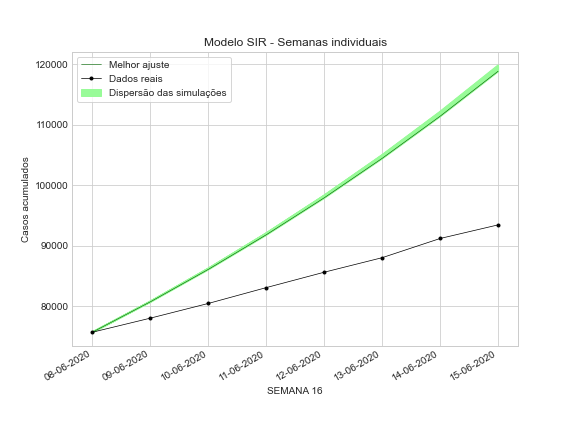 Modelo SIR - Semanas individuais
Melhor ajuste
Dados reais
Dispersão das simulações
Casos acumulados
120000
110000
100000
90000
80000
08-06-2020
09-06-2020
10-06-2020
11-06-2020
12-06-2020
13-06-2020
14-06-2020
15-06-2020
SEMANA 16